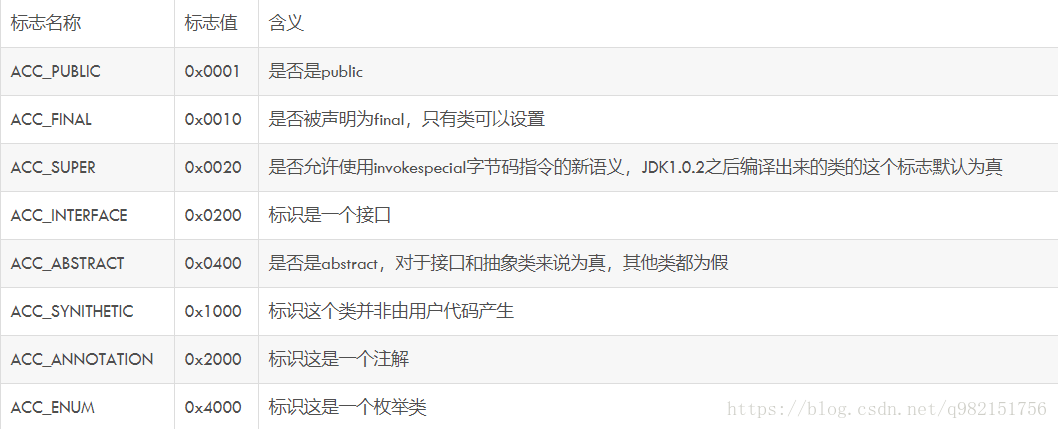 标志名称 标志值 含义
ACC_PUBLIC 0x0001 是否是public
ACC_FINAL 0x0010 是否被声明为final，只有类可以设置
ACC_SUPER 0x0020 是否允许使用invokespecial字节码指令的新语义，JDK1.0.2之后编译出来的类的这个标志默认为真
ACC_INTERFACE 0x0200 标识是一个接口
ACC_ABSTRACT 0x0400 是否是abstract，对于接口和抽象类来说为真，其他类都为假
ACC_SYNITHETIC 0x1000 标识这个类并非由用户代码产生
ACC_ANNOTATION 0x2000 标识这是一个注解
ACC_ENUM 0x4000 标识这是一个枚举类
https://blog.csdn.net/q982151756